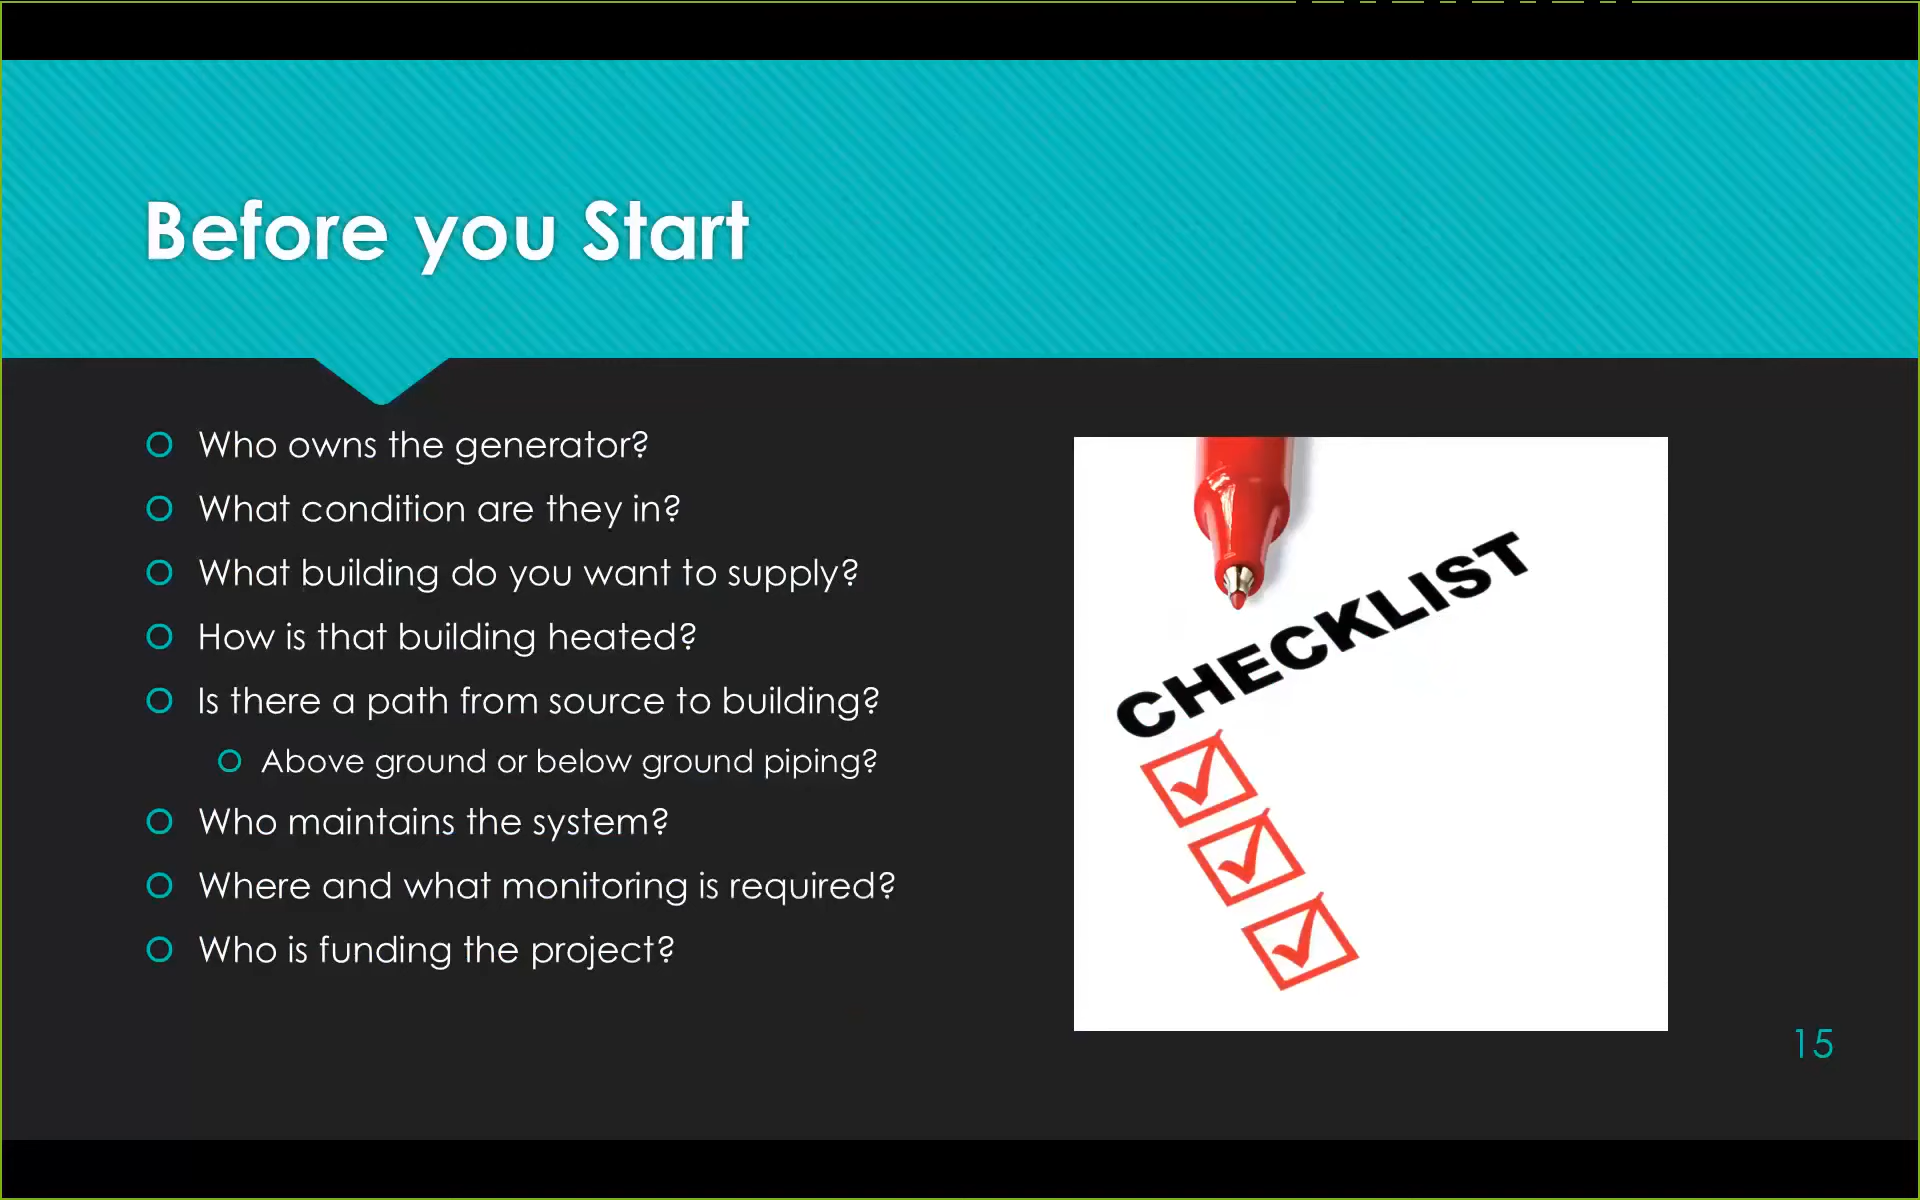 Before you Start
Who owns the generator?
What condition are they in?
What building do you want to supply?
How is that building heated?
Is there a path from source to building?
Above ground or below ground piping?
Who maintains the system?
Where and what monitoring is required?
Who is funding the project?
CHECKLIST
15